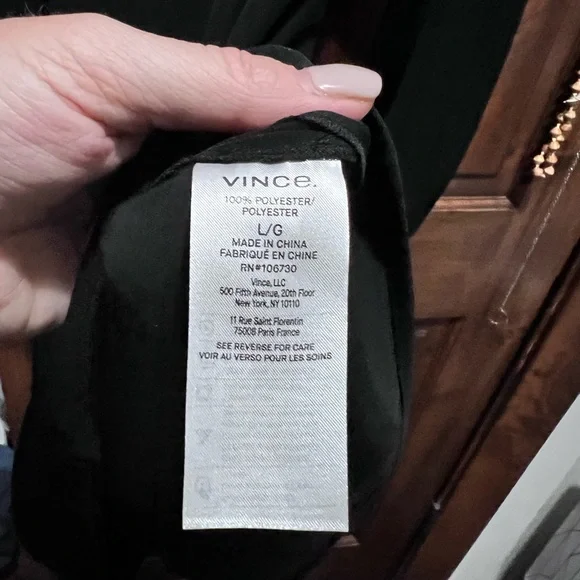 VINCE.
100% POLYESTER/
POLYESTER
L/G
MADE IN CHINA
FABRIQUÉ EN CHINE
RN#106730
Vince, LLC
500 Fifth Avenue, 20th Floor
New York, NY 10110
11 Rue Saint Florentin
75008 Paris France
SEE REVERSE FOR CARE
VOIR AU VERSO POUR LES SOINS